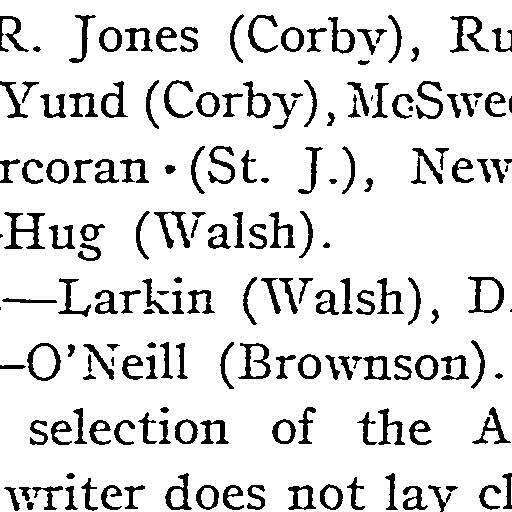 R. Jones (Corby), Ru
Yund (Corby), McSwee
rcoran · (St. J.), New
-Hug (Walsh).
—Larkin (Walsh), D.
—O'Neill (Brownson).
selection of the A
writer does not lay cl